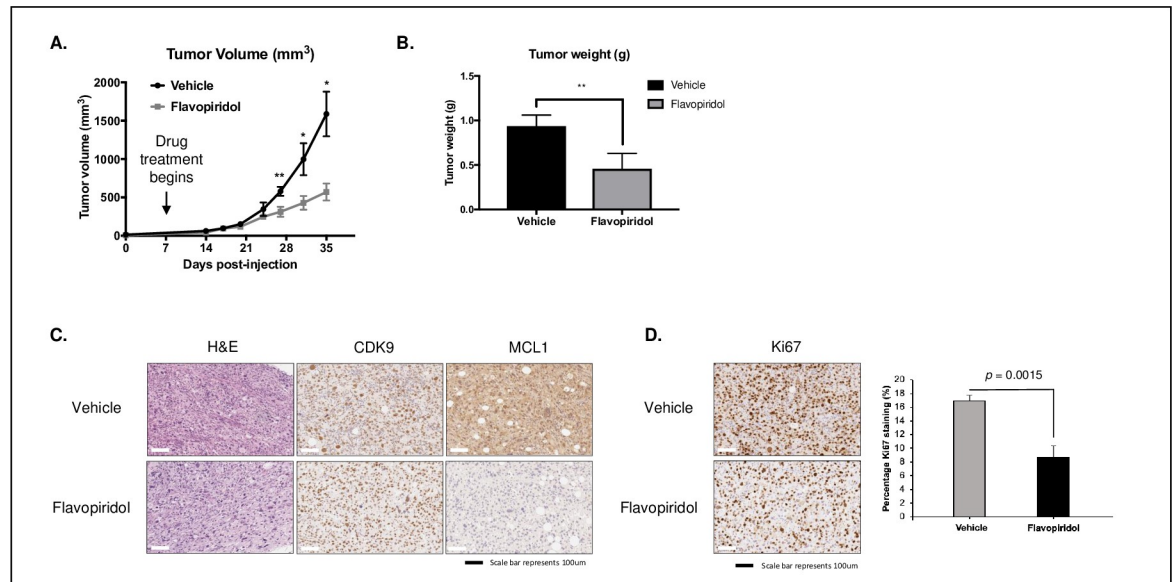 A.
Tumor Volume (mm3)
Vehicle
Flavopiridol
Drug
treatment
begins
**
*
*
Tumor volume (mm3)
2000
1500
1000
500
0
0 7 14 21 28 35
Days post-injection
B.
Tumor weight (g)
**
Vehicle
Flavopiridol
Tumor weight (g)
1.5
1.0
0.5
0.0
Vehicle Flavopiridol
C.
H&E CDK9 MCL1
Vehicle
Flavopiridol
Scale bar represents 100um
D.
Ki67
Vehicle
Flavopiridol
Scale bar represents 100um
p = 0.0015
Percentage Ki67 staining (%)
20
18
16
14
12
10
8
6
4
2
0
Vehicle Flavopiridol